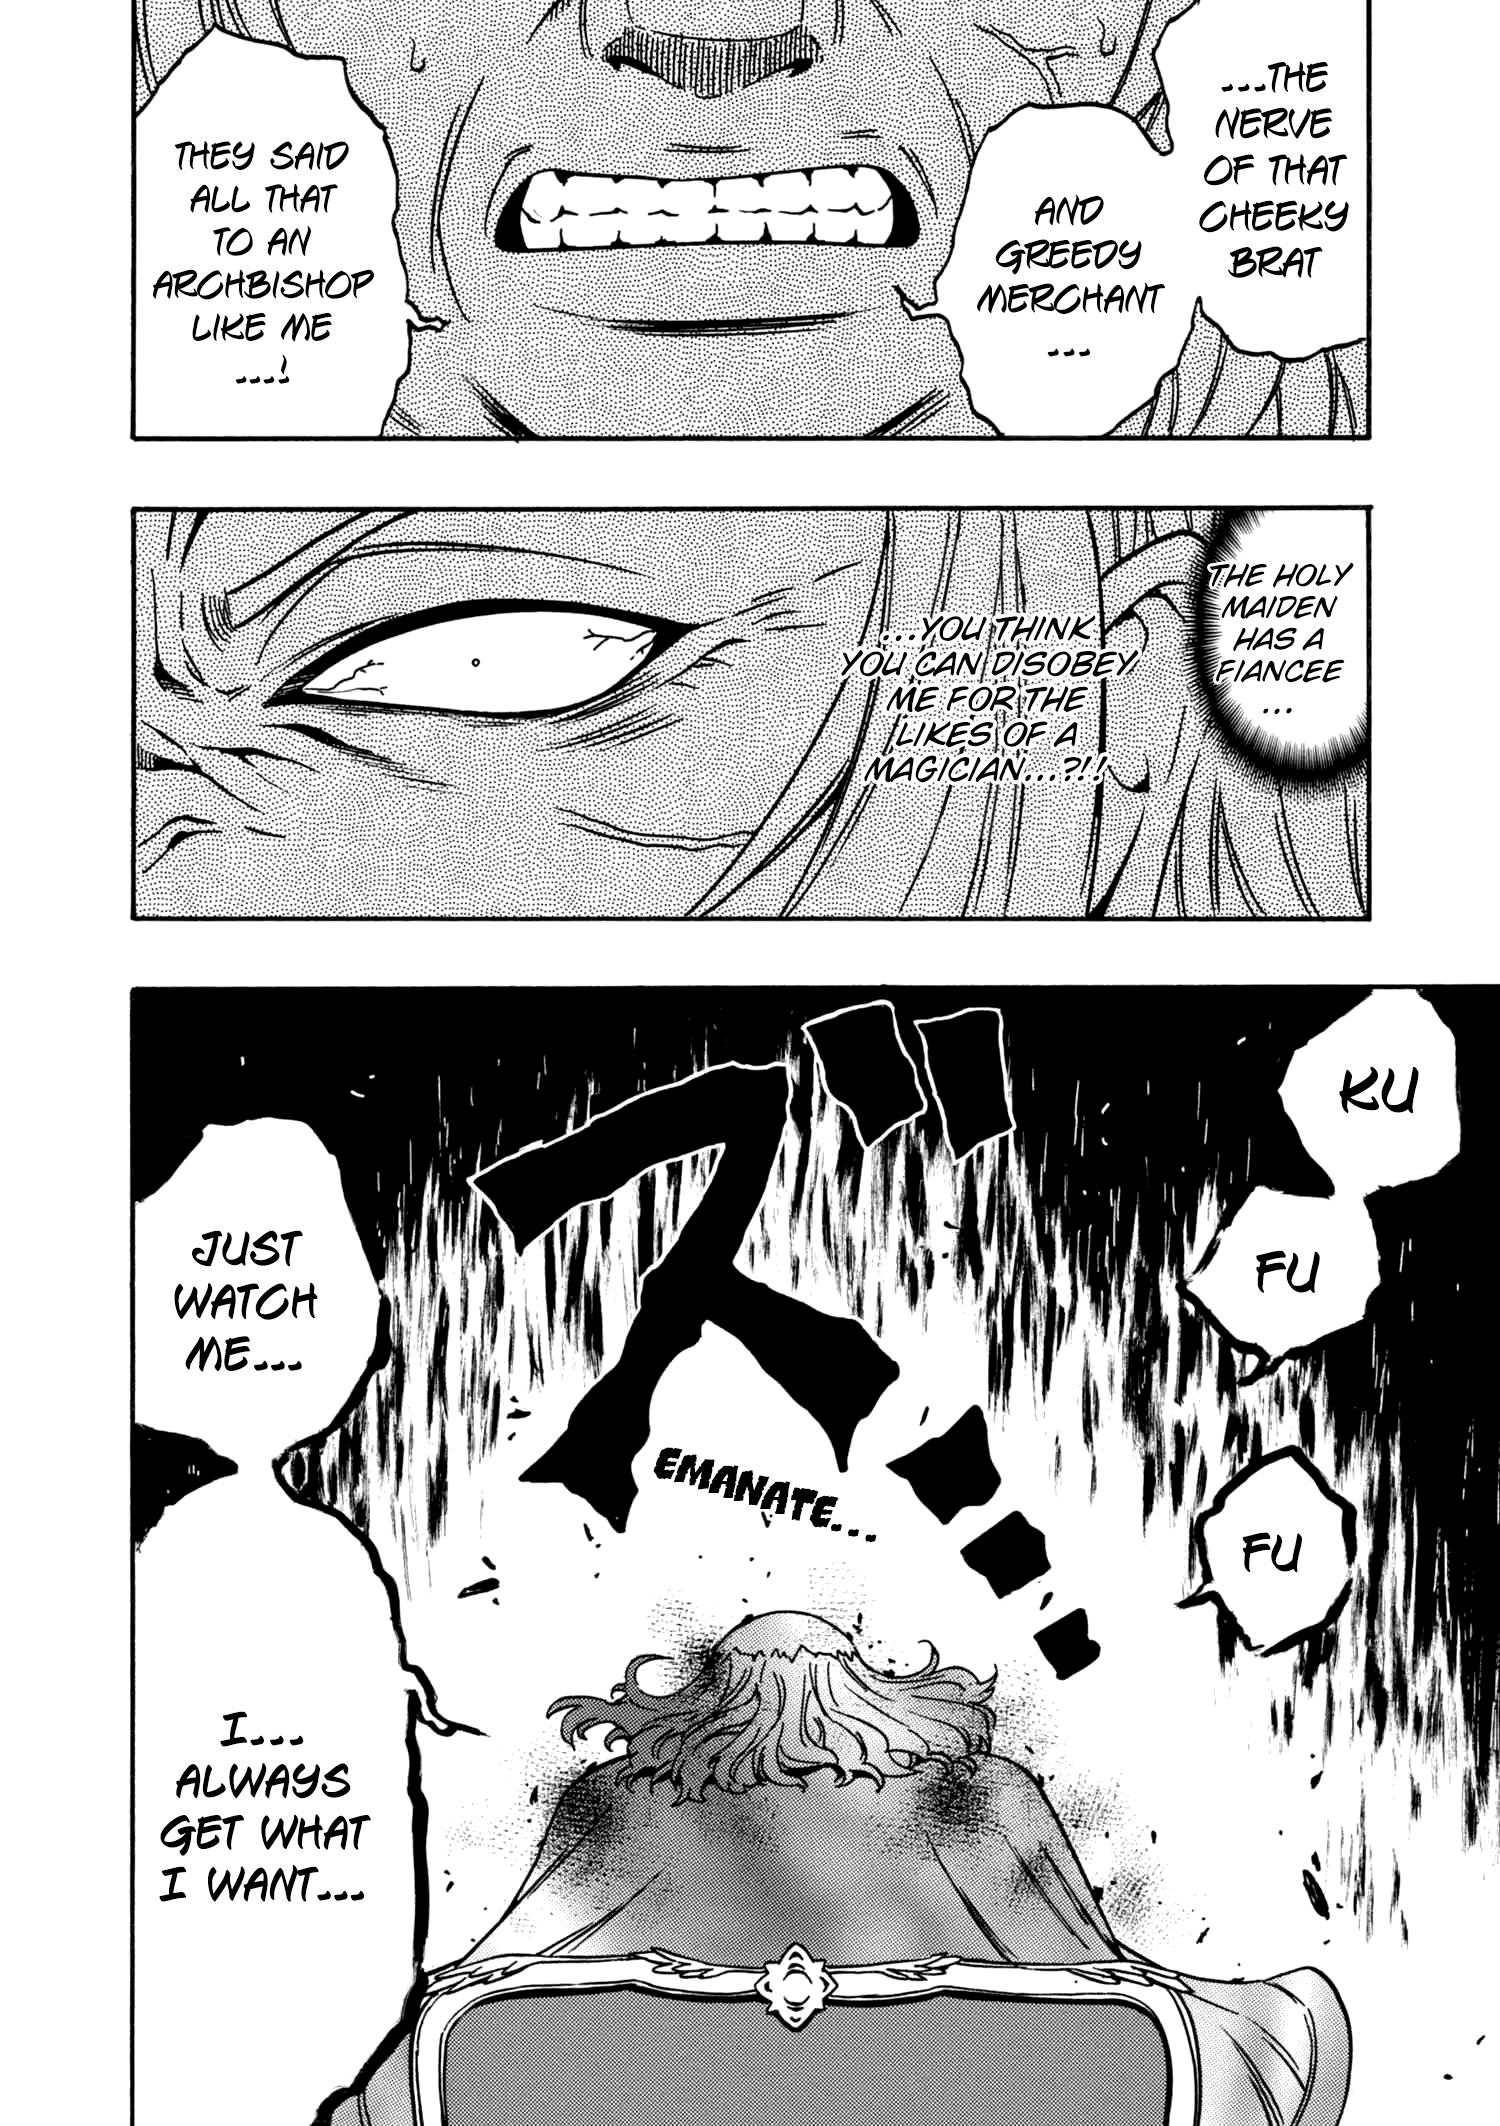 ...THE
NERVE
OF THAT
CHEEKY
BRAT
AND
GREEDY
MERCHANT
...
THEY SAID
ALL THAT
TO AN
ARCHBISHOP
LIKE ME
...!
THE HOLY
MAIDEN
HAS A
FIANCEE
...
...YOU THINK
YOU CAN DISOBEY
ME FOR THE
LIKES OF A
MAGICIAN...?!!
KU
FU
FU
ズ...
EMANATE...
JUST
WATCH
ME...
I...
ALWAYS
GET WHAT
I WANT...